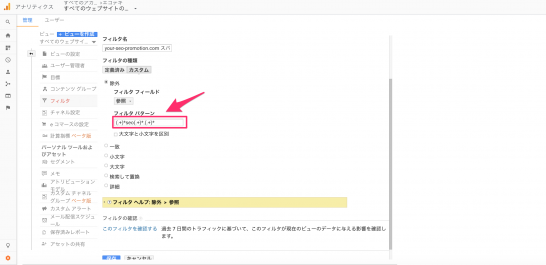 アナリティクス
すべてのウェブサイトの...
管理
ユーザー
ビュー
+ ビューを作成
すべてのウェブサイ...
ビューの設定
ユーザー管理者
目標
コンテンツ グループ
フィルタ
チャネル設定
e コマースの設定
計算指標 ベータ版
パーソナル ツールおよ
びアセット
セグメント
メモ
アトリビューション
モデル
カスタム チャネル
グループ ベータ版
カスタム アラート
メール配信スケジュ
ール
保存済みレポート
アセットの共有
フィルタ名
your-seo-promotion.com スパ
フィルタの種類
定義済み
カスタム
除外
フィルタ フィールド
参照
フィルタ パターン
大文字と小文字を区別
一致
小文字
大文字
検索して置換
詳細
フィルタ ヘルプ: 除外 > 参照
フィルタの確認
このフィルタを確認する
過去 7 日間のトラフィックに基づいて、このフィルタが現在のビューのデータに与える影響を確認し
ます。
保存
キャンセル